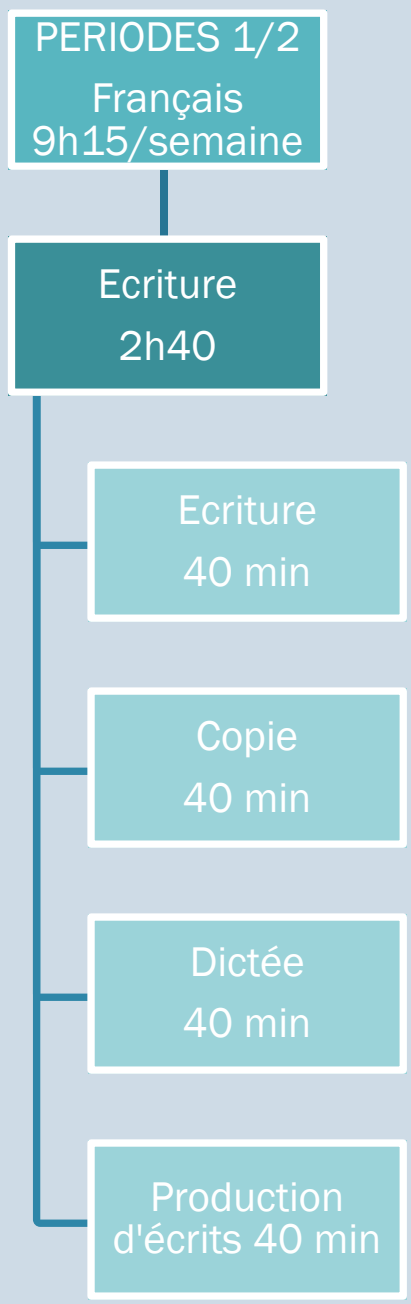 PERIODES 1/2
Français
9h15/semaine
Ecriture
2h40
Ecriture
40 min
Copie
40 min
Dictée
40 min
Production
d'écrits 40 min